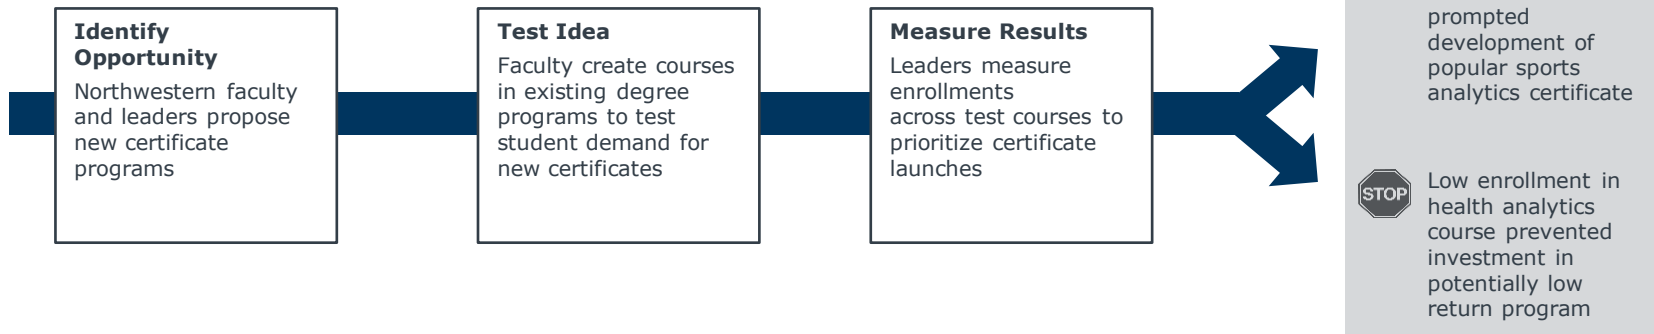 Identify
Opportunity
Northwestern faculty
and leaders propose
new certificate
programs
Test Idea
Faculty create courses
in existing degree
programs to test
student demand for
new certificates
Measure Results
Leaders measure
enrollments
across test courses to
prioritize certificate
launches
prompted
development of
popular sports
analytics certificate
STOP
Low enrollment in
health analytics
course prevented
investment in
potentially low
return program